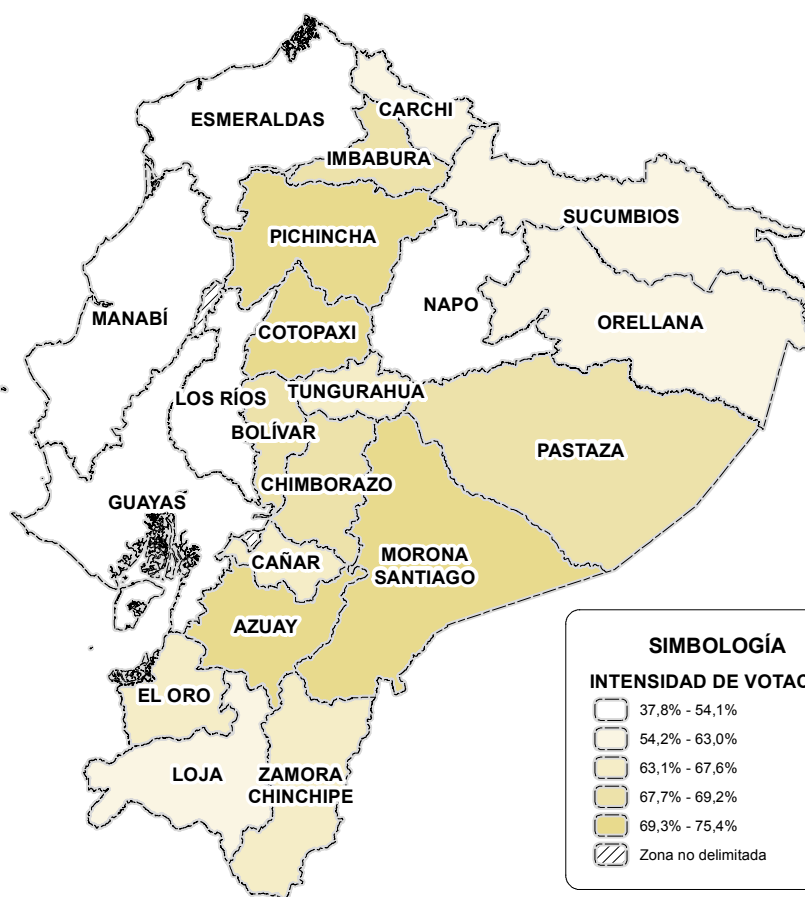 CARCHI
ESMERALDAS
IMBABURA
SUCUMBIOS
PICHINCHA
NAPO
MANABÍ
ORELLANA
COTOPAXI
TUNGURAHUA
LOS RÍOS
BOLÍVAR
PASTAZA
CHIMBORAZO
GUAYAS
MORONA
SANTIAGO
CAÑAR
AZUAY
EL ORO
LOJA
ZAMORA
CHINCHIPE
SIMBOLOGÍA
INTENSIDAD DE VOTAC
37,8% - 54,1%
54,2% - 63,0%
63,1% - 67,6%
67,7% - 69,2%
69,3% - 75,4%
Zona no delimitada